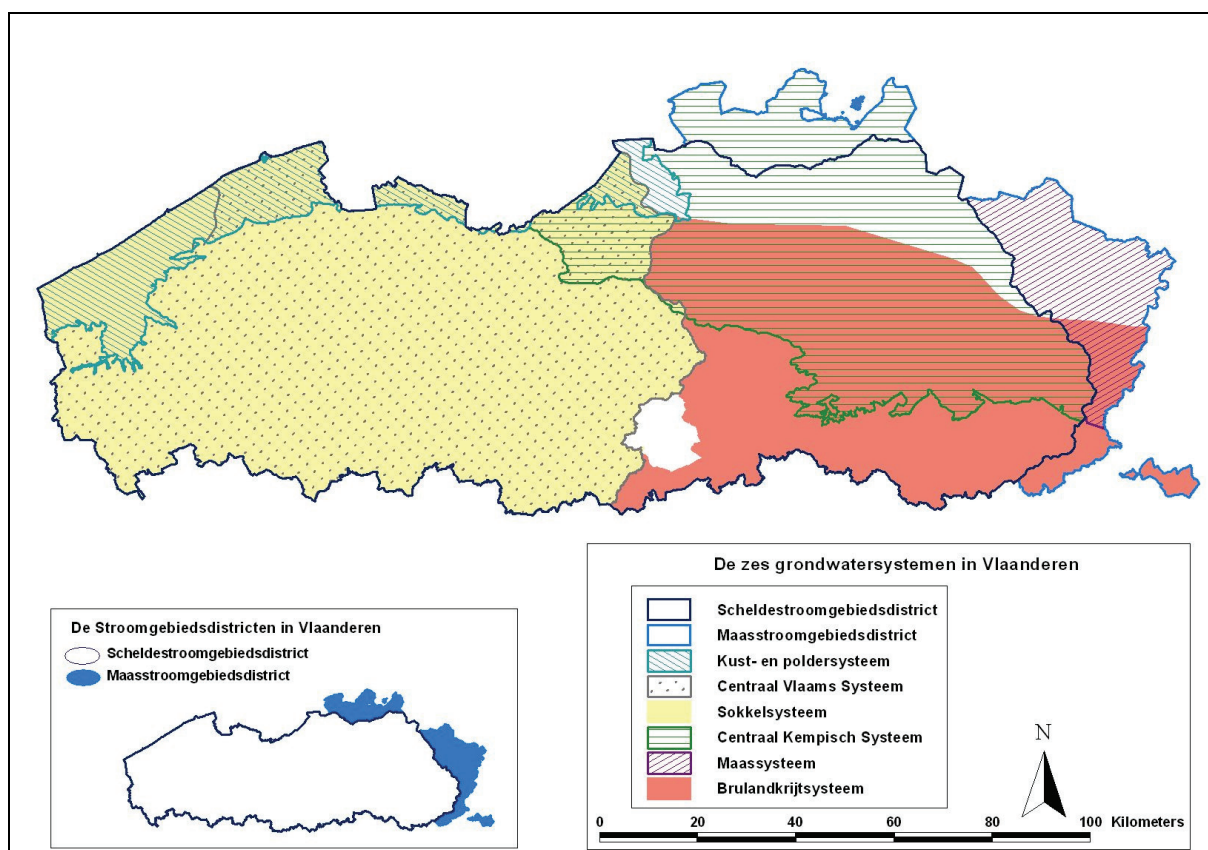 De zes grondwatersystemen in Vlaanderen
Scheldestroomgebiedsdistrict
Maasstroomgebiedsdistrict
Kust- en poldersysteem
Centraal Vlaams Systeem
Sokkelsysteem
Centraal Kempisch Systeem
Maassysteem
Brulandkrijtsysteem
N
0 20 40 60 80 100 Kilometers
De Stroomgebiedsdistricten in Vlaanderen
Scheldestroomgebiedsdistrict
Maasstroomgebiedsdistrict